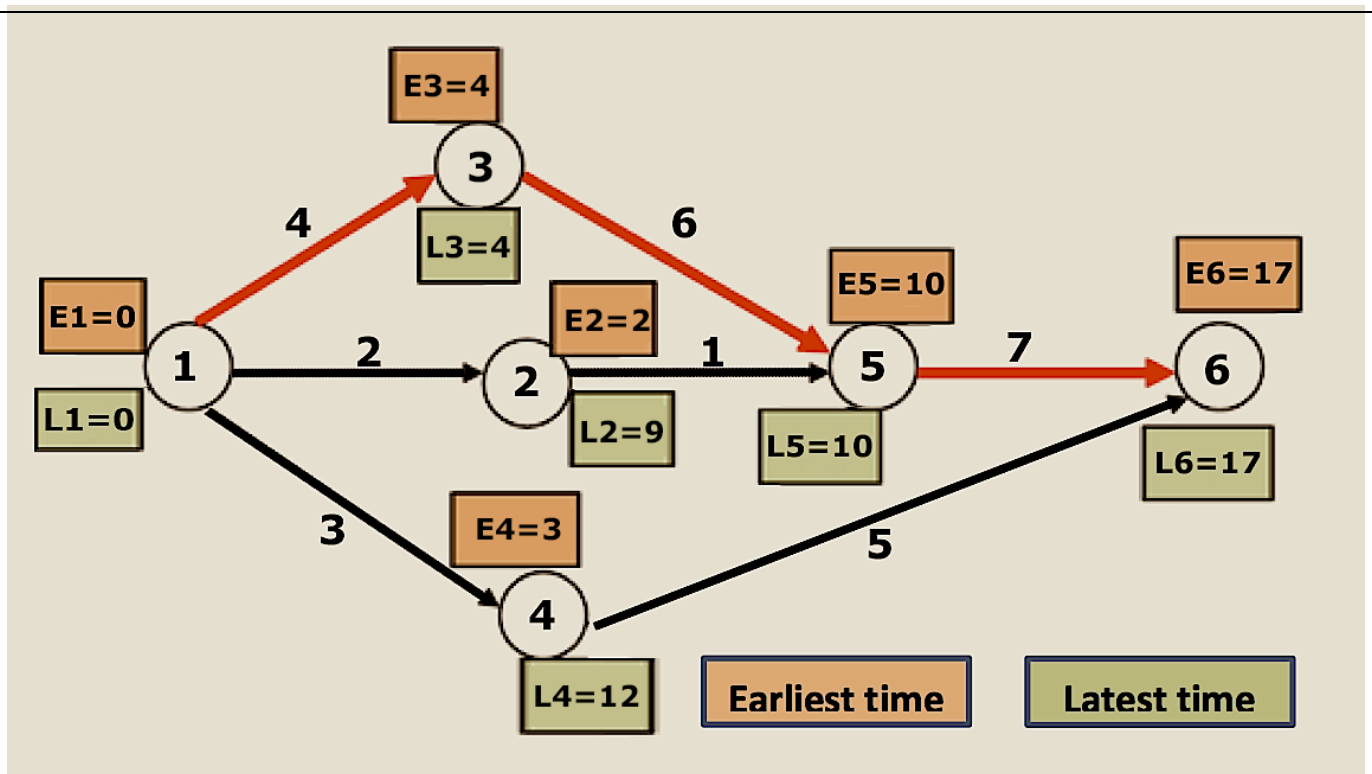 E3=4
3
L3=4
4
6
E1=0
1
L1=0
2
E2=2
2
L2=9
1
E5=10
5
L5=10
7
E6=17
6
L6=17
3
E4=3
4
L4=12
5
Earliest time
Latest time